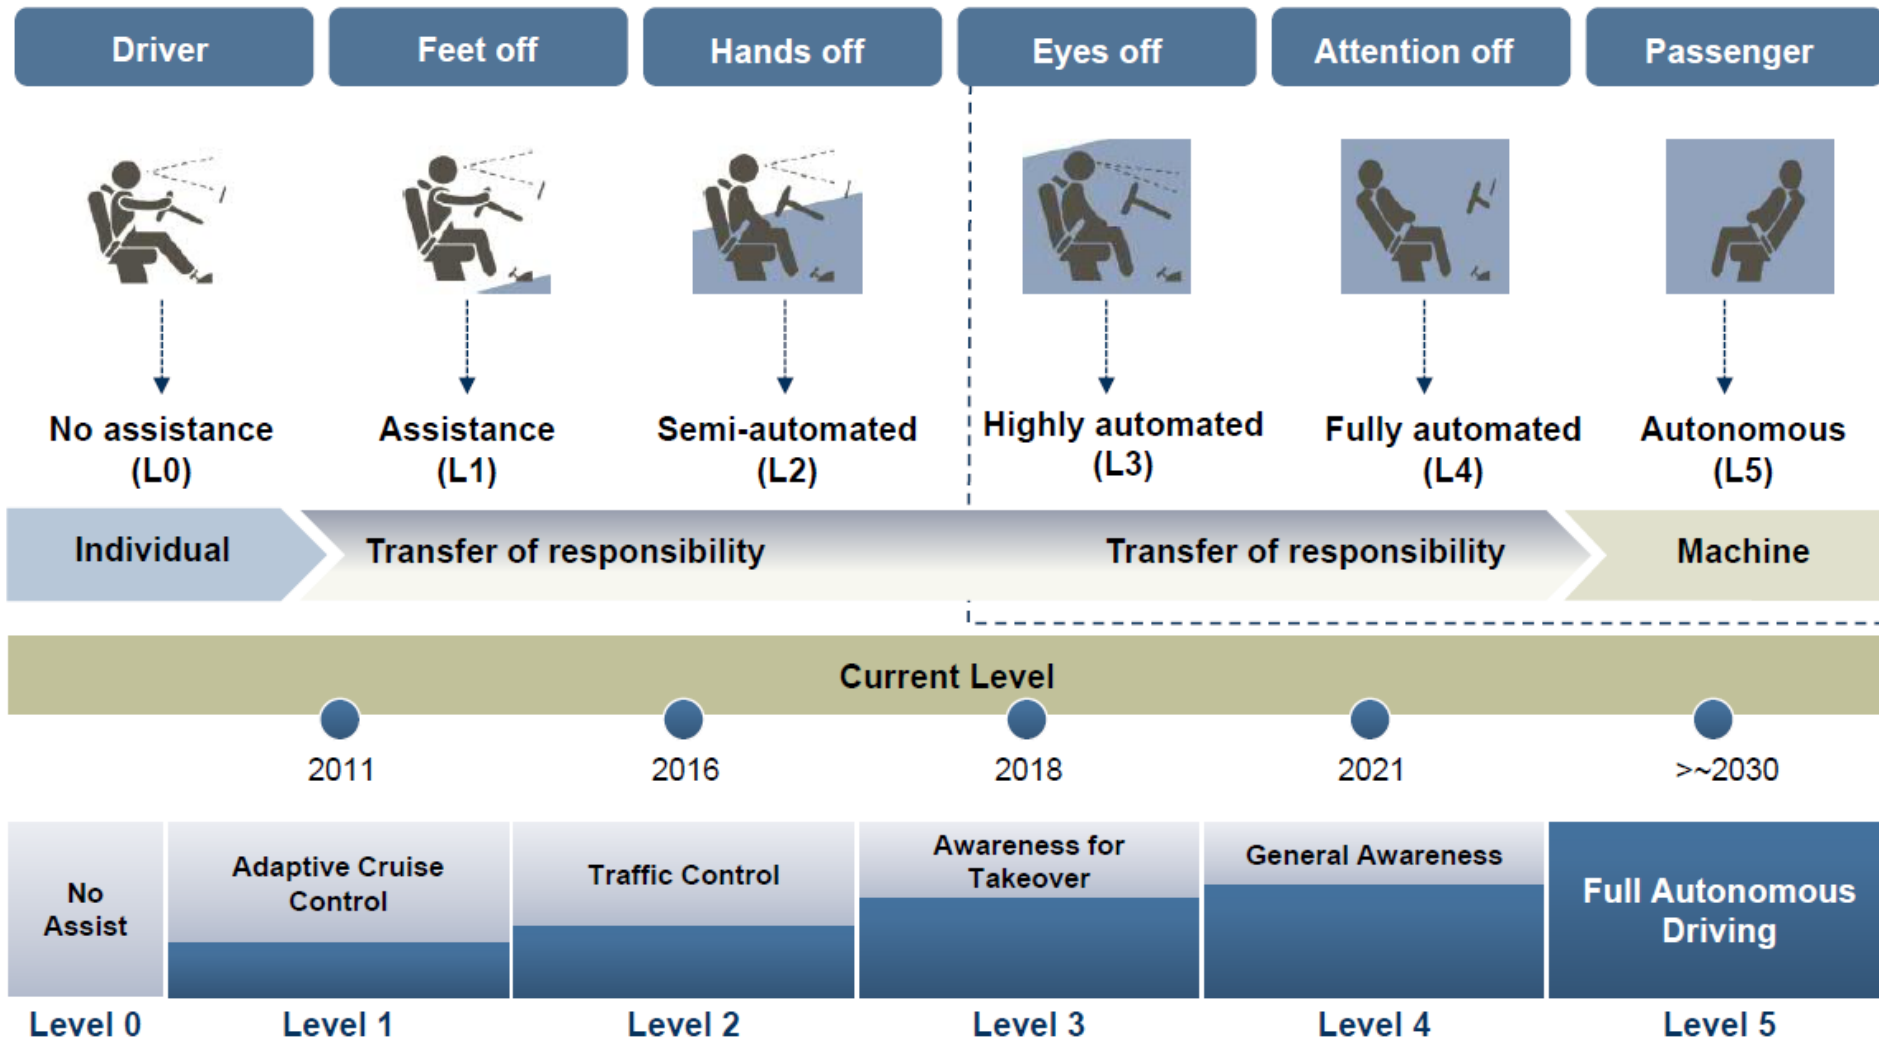 Driver
Feet off
Hands off
Eyes off
Attention off
Passenger
No assistance
(L0)
Assistance
(L1)
Semi-automated
(L2)
Highly automated
(L3)
Fully automated
(L4)
Autonomous
(L5)
Individual
Transfer of responsibility
Transfer of responsibility
Machine
Current Level
2011
2016
2018
2021
>~2030
No
Assist
Adaptive Cruise
Control
Traffic Control
Awareness for
Takeover
General Awareness
Full Autonomous
Driving
Level 0
Level 1
Level 2
Level 3
Level 4
Level 5